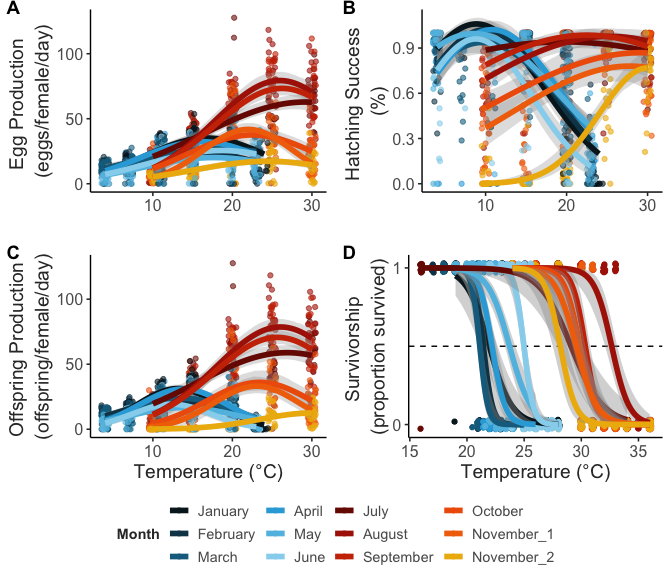 A
Egg Production
(eggs/female/day)
100
50
0
10
20
30
B
Hatching Success
(%)
0.9
0.6
0.3
0.0
10
20
30
C
Offspring Production
(offspring/female/day)
100
50
0
10
20
30
Temperature (°C)
D
Survivorship
(proportion survived)
1
0
15
20
25
30
35
Temperature (°C)
Month
January
April
July
October
February
May
August
November_1
March
June
September
November_2